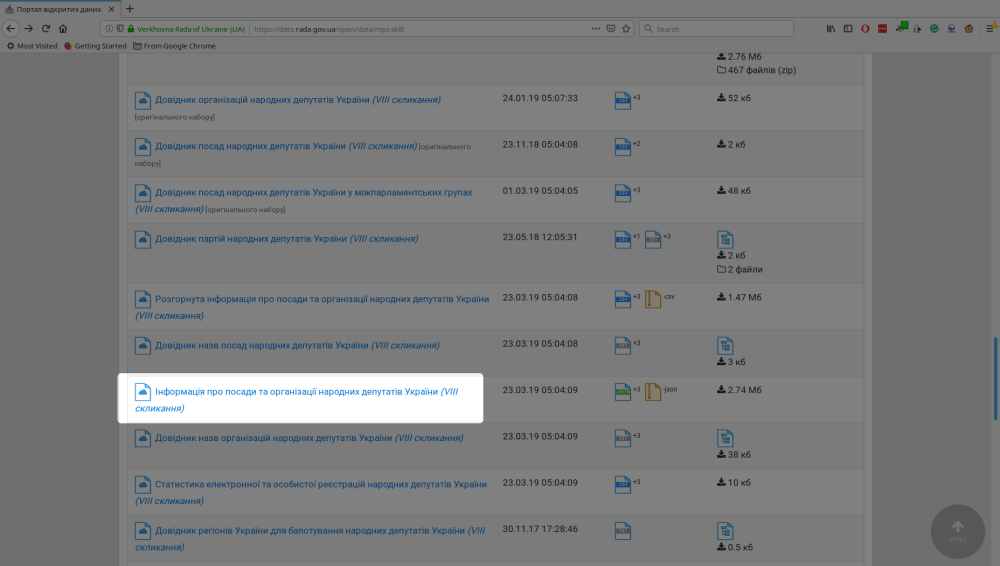 Портал відкритих даних
Verkhovna Rada of Ukraine (UA)
https://data.rada.gov.ua/open/data/mps-skl8
Search
Most Visited
Getting Started
From Google Chrome
2.76 Мб
467 файлів (zip)
Довідник організацій народних депутатів України (VIII скликання)
[оригінального набору]
24.01.19 05:07:33
CSV +3
52 кб
Довідник посад народних депутатів України (VIII скликання) [оригінального
набору]
23.11.18 05:04:08
CSV +2
2 кб
Довідник посад народних депутатів України у міжпарламентських групах
(VIII скликання) [оригінального набору]
01.03.19 05:04:05
CSV +3
48 кб
Довідник партій народних депутатів України (VIII скликання)
23.05.18 12:05:31
CSV +1 TXT +3
2 кб
2 файли
Розгорнута інформація про посади та організації народних депутатів України
(VIII скликання)
23.03.19 05:04:08
CSV +3 -csv
1.47 Мб
Довідник назв посад народних депутатів України (VIII скликання)
23.03.19 05:04:08
TXT +3
3 кб
Інформація про посади та організації народних депутатів України (VIII
скликання)
23.03.19 05:04:09
JSON +3 -json
2.74 Мб
Довідник назв організацій народних депутатів України (VIII скликання)
23.03.19 05:04:09
TXT +3
38 кб
Статистика електронної та особистої реєстрацій народних депутатів України
(VIII скликання)
23.03.19 05:04:09
CSV +3
10 кб
Довідник регіонів України для балотування народних депутатів України (VIII
скликання)
30.11.17 17:28:46
TXT
0.5 кб